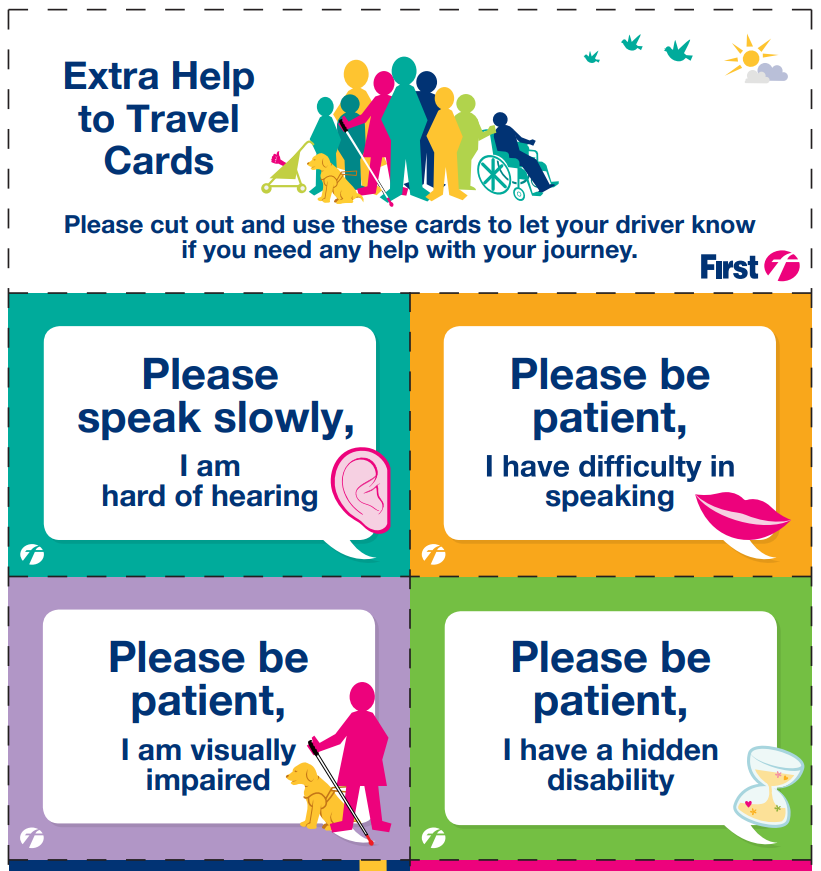 Extra Help
to Travel
Cards
Please cut out and use these cards to let your driver know
if you need any help with your journey.
First f
Please
speak slowly,
I am
hard of hearing
Please be
patient,
I have difficulty in
speaking
Please be
patient,
I am visually
impaired
Please be
patient,
I have a hidden
disability